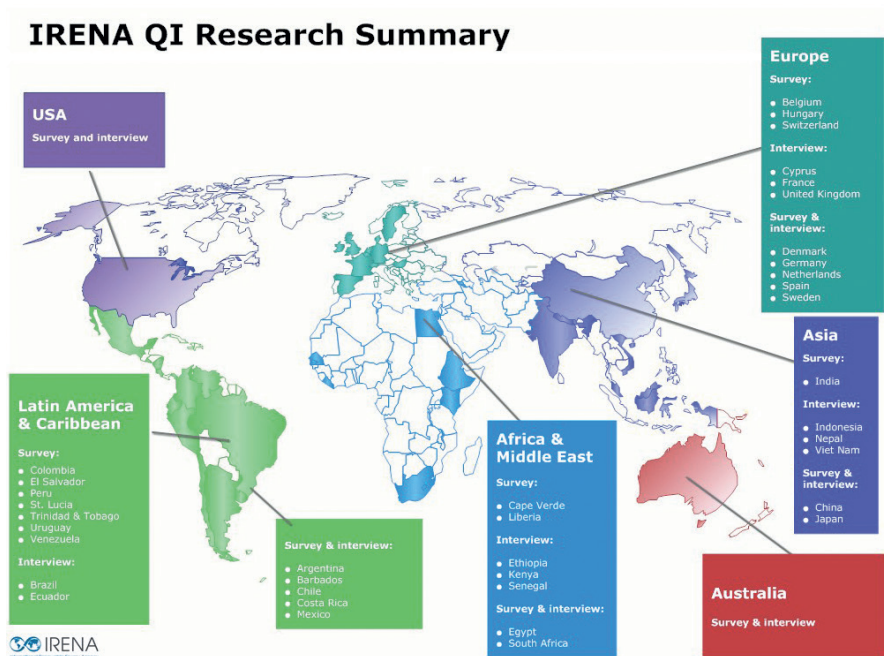 IRENA QI Research Summary
USA
Survey and interview
Europe
Survey:
Belgium
Hungary
Switzerland
Interview:
Cyprus
France
United Kingdom
Survey &
interview:
Denmark
Germany
Netherlands
Spain
Sweden
Asia
Survey:
India
Interview:
Indonesia
Nepal
Viet Nam
Survey &
interview:
China
Japan
Latin America
& Caribbean
Survey:
Colombia
El Salvador
Peru
St. Lucia
Trinidad & Tobago
Uruguay
Venezuela
Interview:
Brazil
Ecuador
Survey & interview:
Argentina
Barbados
Chile
Costa Rica
Mexico
Africa &
Middle East
Survey:
Cape Verde
Liberia
Interview:
Ethiopia
Kenya
Senegal
Survey & interview:
Egypt
South Africa
Australia
Survey & interview
IRENA